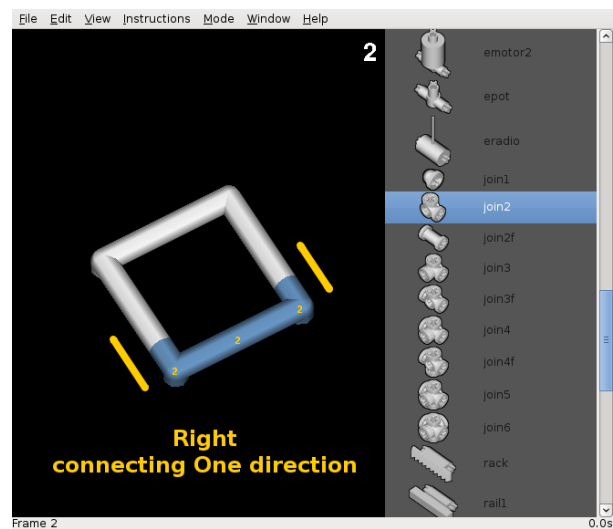 File Edit View Instructions Mode Window Help
2
emotor2
epot
eradio
join1
join2
join2f
join3
join3f
join4
join4f
join5
join6
rack
rail1
2
2
2
Right
connecting One direction
Frame 2
0.0s